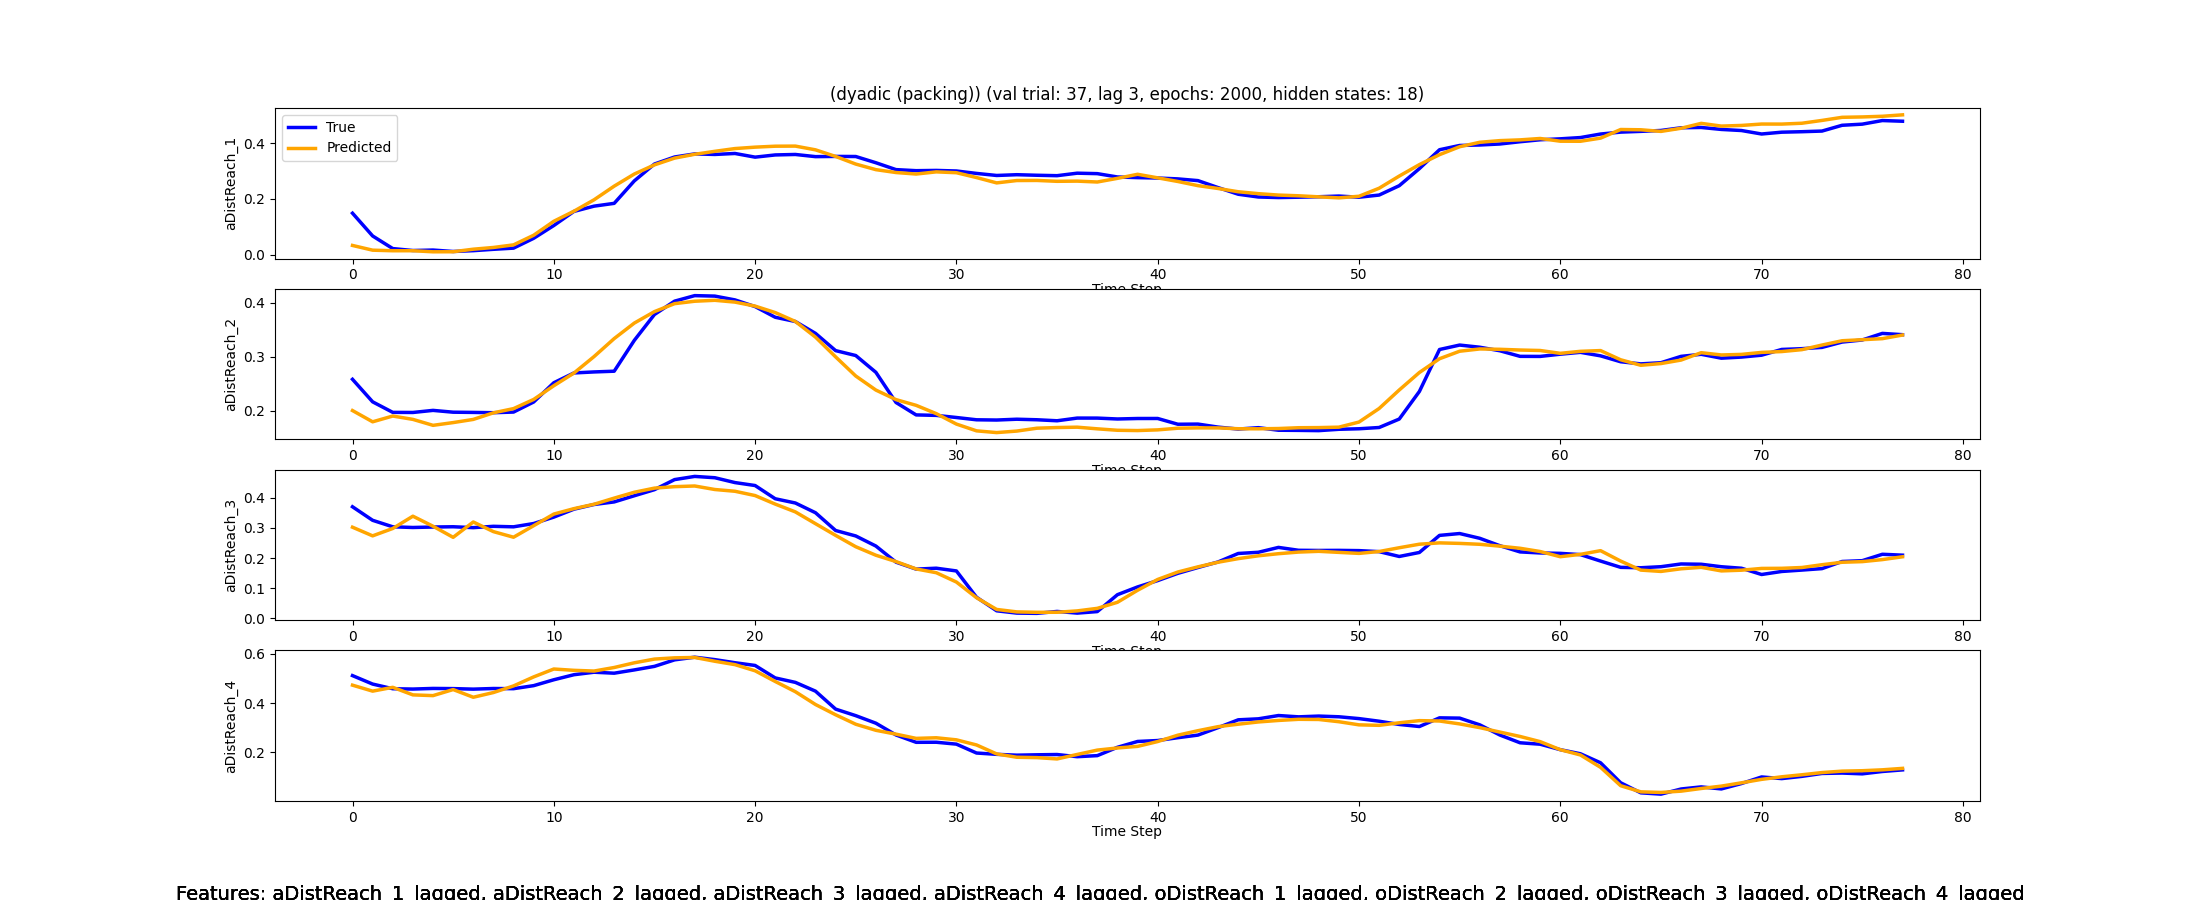 (dyadic (packing)) (val trial: 37, lag 3, epochs: 2000, hidden states: 18)
True
Predicted
aDistReach_1
0.4
0.2
0.0
0 10 20 30 40 50 60 70 80
Time Step
aDistReach_2
0.4
0.3
0.2
0 10 20 30 40 50 60 70 80
Time Step
aDistReach_3
0.4
0.3
0.2
0.1
0.0
0 10 20 30 40 50 60 70 80
Time Step
aDistReach_4
0.6
0.4
0.2
0 10 20 30 40 50 60 70 80
Time Step
Features: aDistReach_1_lagged, aDistReach_2_lagged, aDistReach_3_lagged, aDistReach_4_lagged, oDistReach_1_lagged, oDistReach_2_lagged, oDistReach_3_lagged, oDistReach_4_lagged